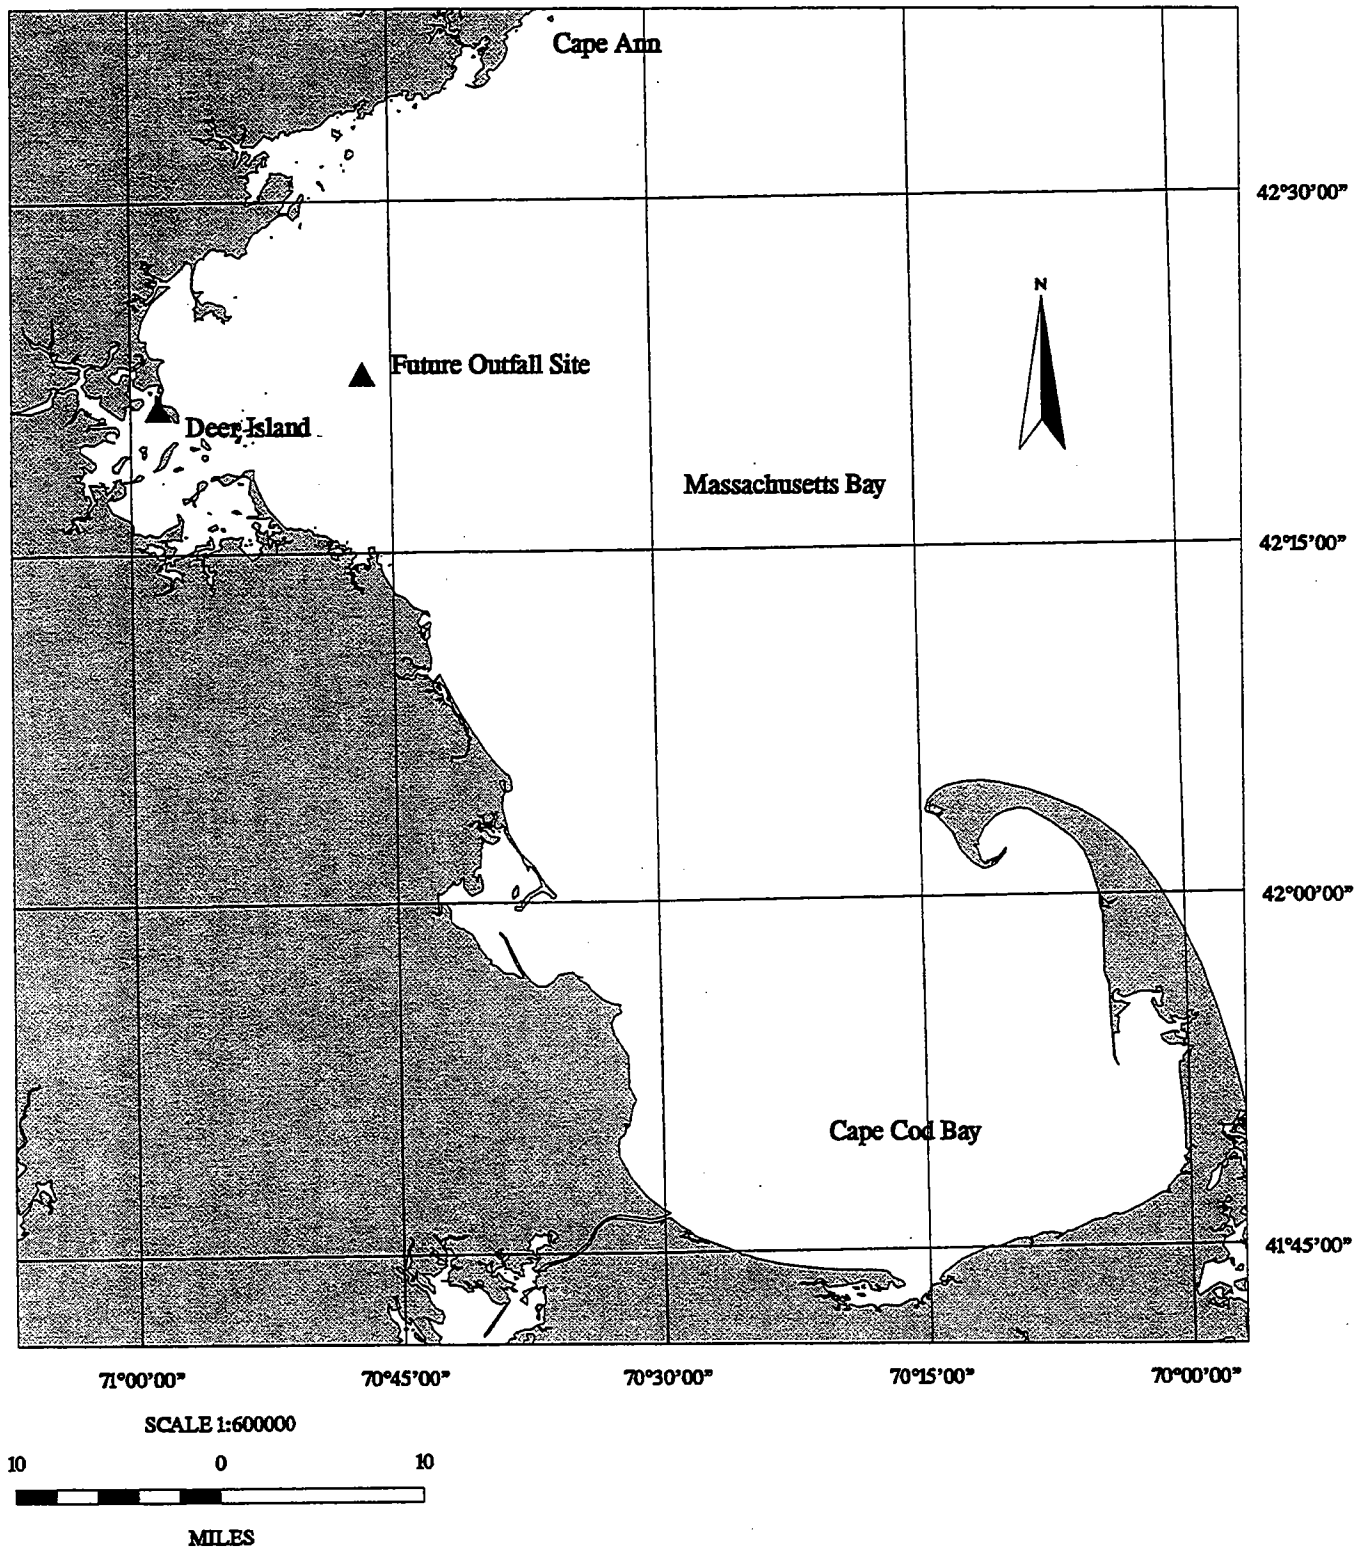 Cape Ann
42°30'00"
N
Future Outfall Site
Deer Island
Massachusetts Bay
42°15'00"
42°00'00"
Cape Cod Bay
41°45'00"
71°00'00" 70°45'00" 70°30'00" 70°15'00" 70°00'00"
SCALE 1:600000
10 0 10
MILES